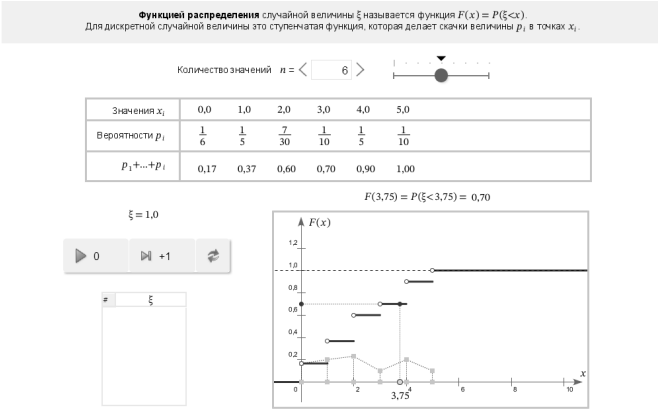 Функцией распределения случайной величины ξ называется функция F(x) = P(ξ<x).
Для дискретной случайной величины это ступенчатая функция, которая делает скачки величины pᵢ в точках xᵢ.
Количество значений n = 6
Значения xᵢ 0,0 1,0 2,0 3,0 4,0 5,0
Вероятности pᵢ 1/6 1/5 7/30 1/10 1/5 1/10
p₁+...+pᵢ 0,17 0,37 0,60 0,70 0,90 1,00
F(3,75) = P(ξ<3,75) = 0,70
ξ = 1,0
0 +1
# ξ
F(x)
1,2
1,0
0,8
0,6
0,4
0,2
0 2 4 6 8 10 x
3,75